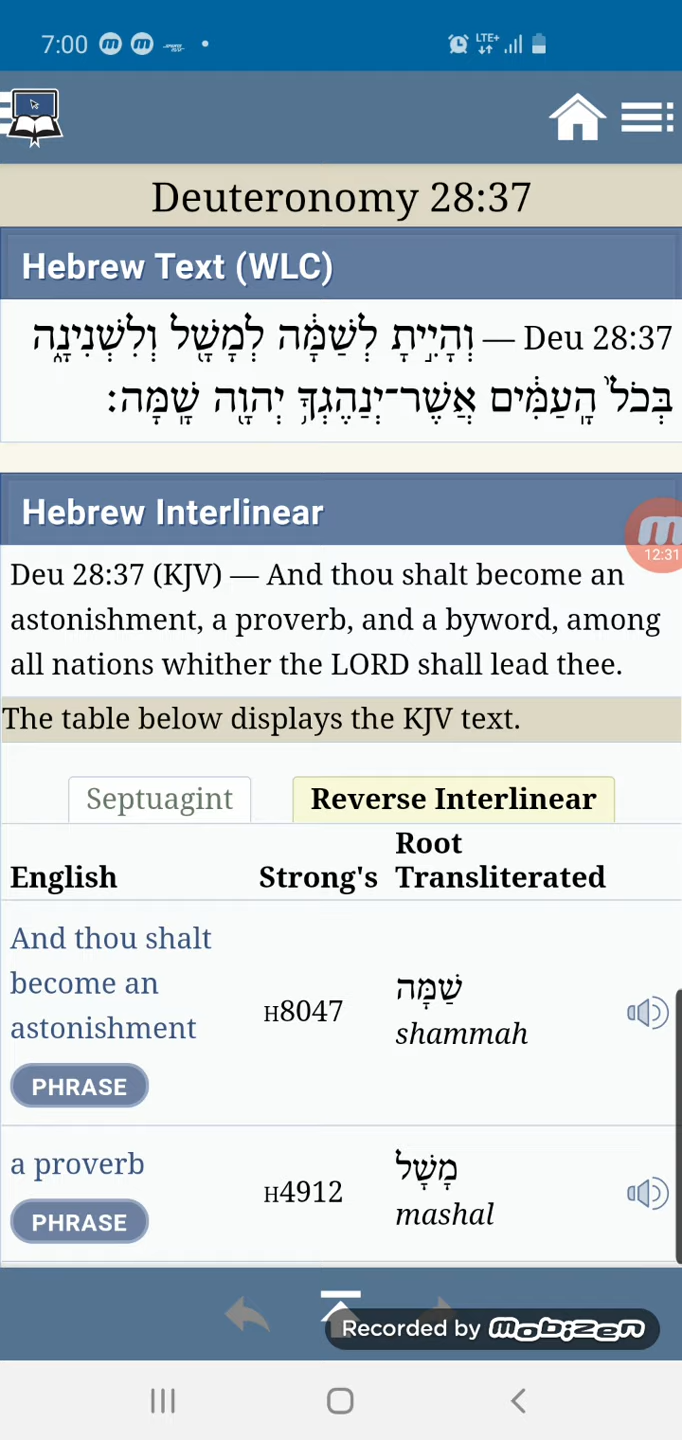 7:00
LTE+
Deuteronomy 28:37
Hebrew Text (WLC)
Deu 28:37 — וְהָיִ֣יתָ לְשַׁמָּ֔ה לְמָשָׁ֖ל וְלִשְׁנִינָ֑ה
בְּכֹל֙ הָֽעַמִּ֔ים אֲשֶׁר־יְנַהֶגְךָ֥ יְהוָ֖ה שָֽׁמָּה׃
Hebrew Interlinear
12:31
Deu 28:37 (KJV) — And thou shalt become an
astonishment, a proverb, and a byword, among
all nations whither the LORD shall lead thee.
The table below displays the KJV text.
Septuagint
Reverse Interlinear
English
Strong's
Root
Transliterated
And thou shalt
become an
astonishment
PHRASE
H8047
שַׁמָּה
shammah
a proverb
PHRASE
H4912
מָשָׁל
mashal
Recorded by mobizen